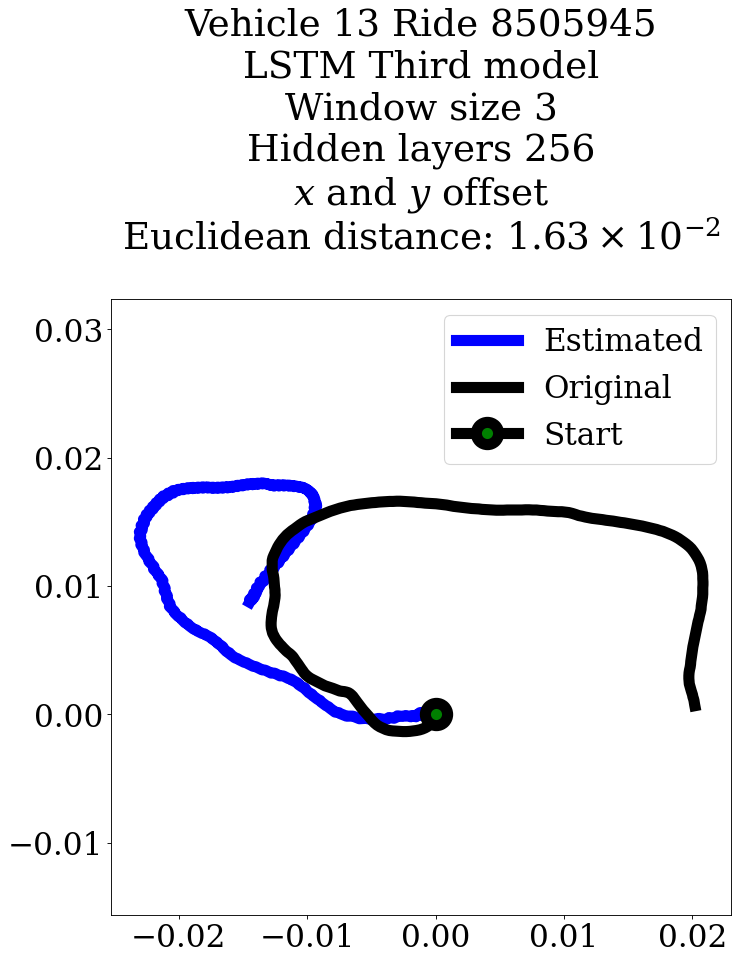 Vehicle 13 Ride 8505945
LSTM Third model
Window size 3
Hidden layers 256
x and y offset
Euclidean distance: 1.63 × 10⁻²
Estimated
Original
Start
0.03
0.02
0.01
0.00
−0.01
−0.02 −0.01 0.00 0.01 0.02